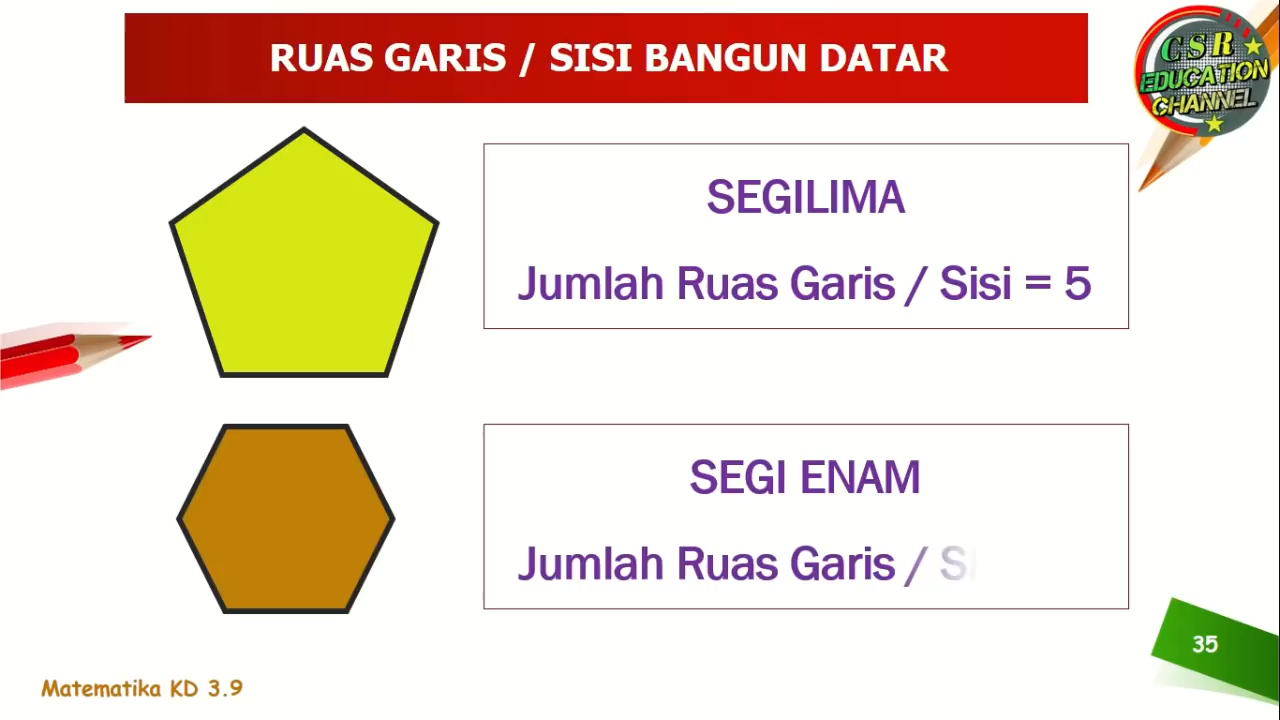 RUAS GARIS / SISI BANGUN DATAR
CSR
EDUCATION
CHANNEL
SEGILIMA
Jumlah Ruas Garis / Sisi = 5
SEGI ENAM
Jumlah Ruas Garis / S
35
Matematika KD 3.9